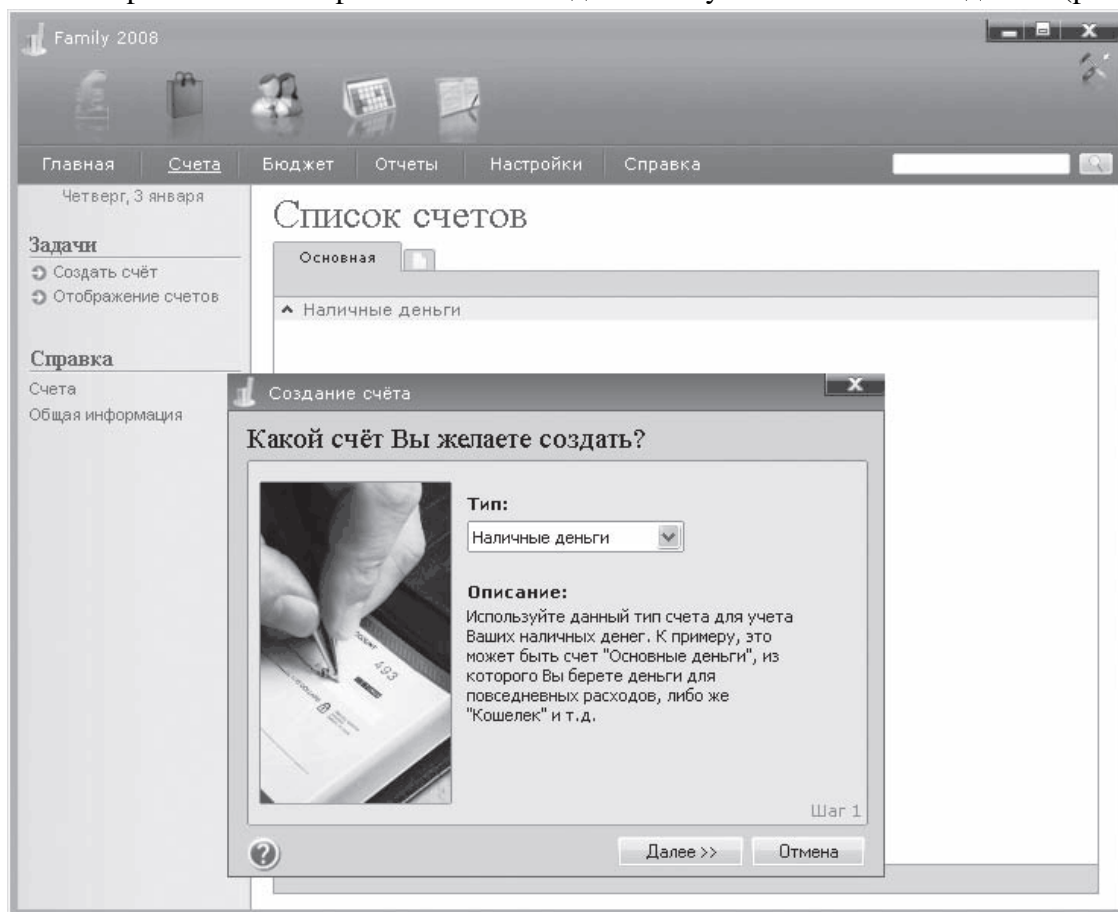 Family 2008
Главная Счета Бюджет Отчеты Настройки Справка
Четверг, 3 января
Задачи
Создать счёт
Отображение счетов
Справка
Счета
Общая информация
Список счетов
Основная
Наличные деньги
Создание счёта
Какой счёт Вы желаете создать?
Тип:
Наличные деньги
Описание:
Используйте данный тип счета для учета
Ваших наличных денег. К примеру, это
может быть счет "Основные деньги", из
которого Вы берете деньги для
повседневных расходов, либо же
"Кошелек" и т.д.
493
Шаг 1
Далее >> Отмена